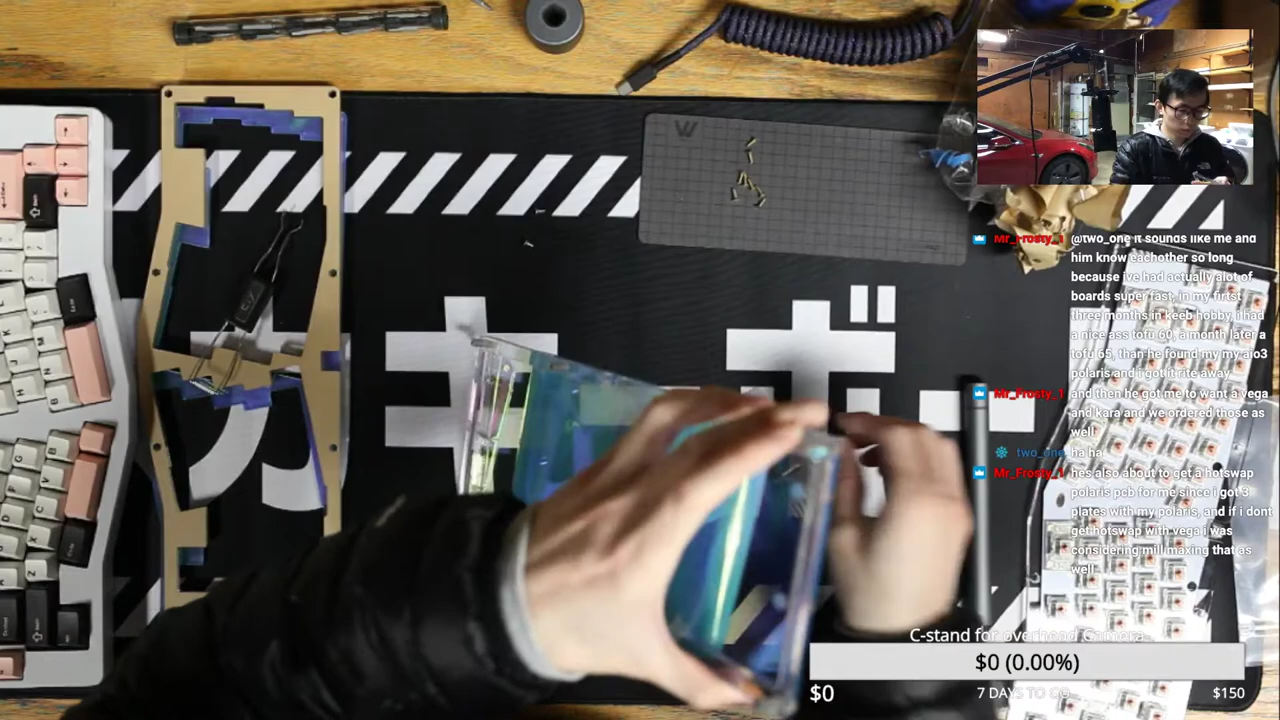 Mr_Frosty_1 @two_one it sounds like me and
him know eachother so long
because ive had actually alot of
boards super fast, in my firtst
three months in keeb hobby, i had
a nice ass tofu 60, a month later a
tofu 65, than he found my my aio3
polaris and i got it rite away
Mr_Frosty_1 and then he got me to want a vega
and kara and we ordered those as
well
two_one ha ha
Mr_Frosty_1 hes also about to get a hotswap
polaris pcb for me since i got 3
plates with my polaris, and if i dont
get hotswap with vega i was
considering mill maxing that as
well
C-stand for overhead Camera
$0 (0.00%)
$0 7 DAYS TO GO $150